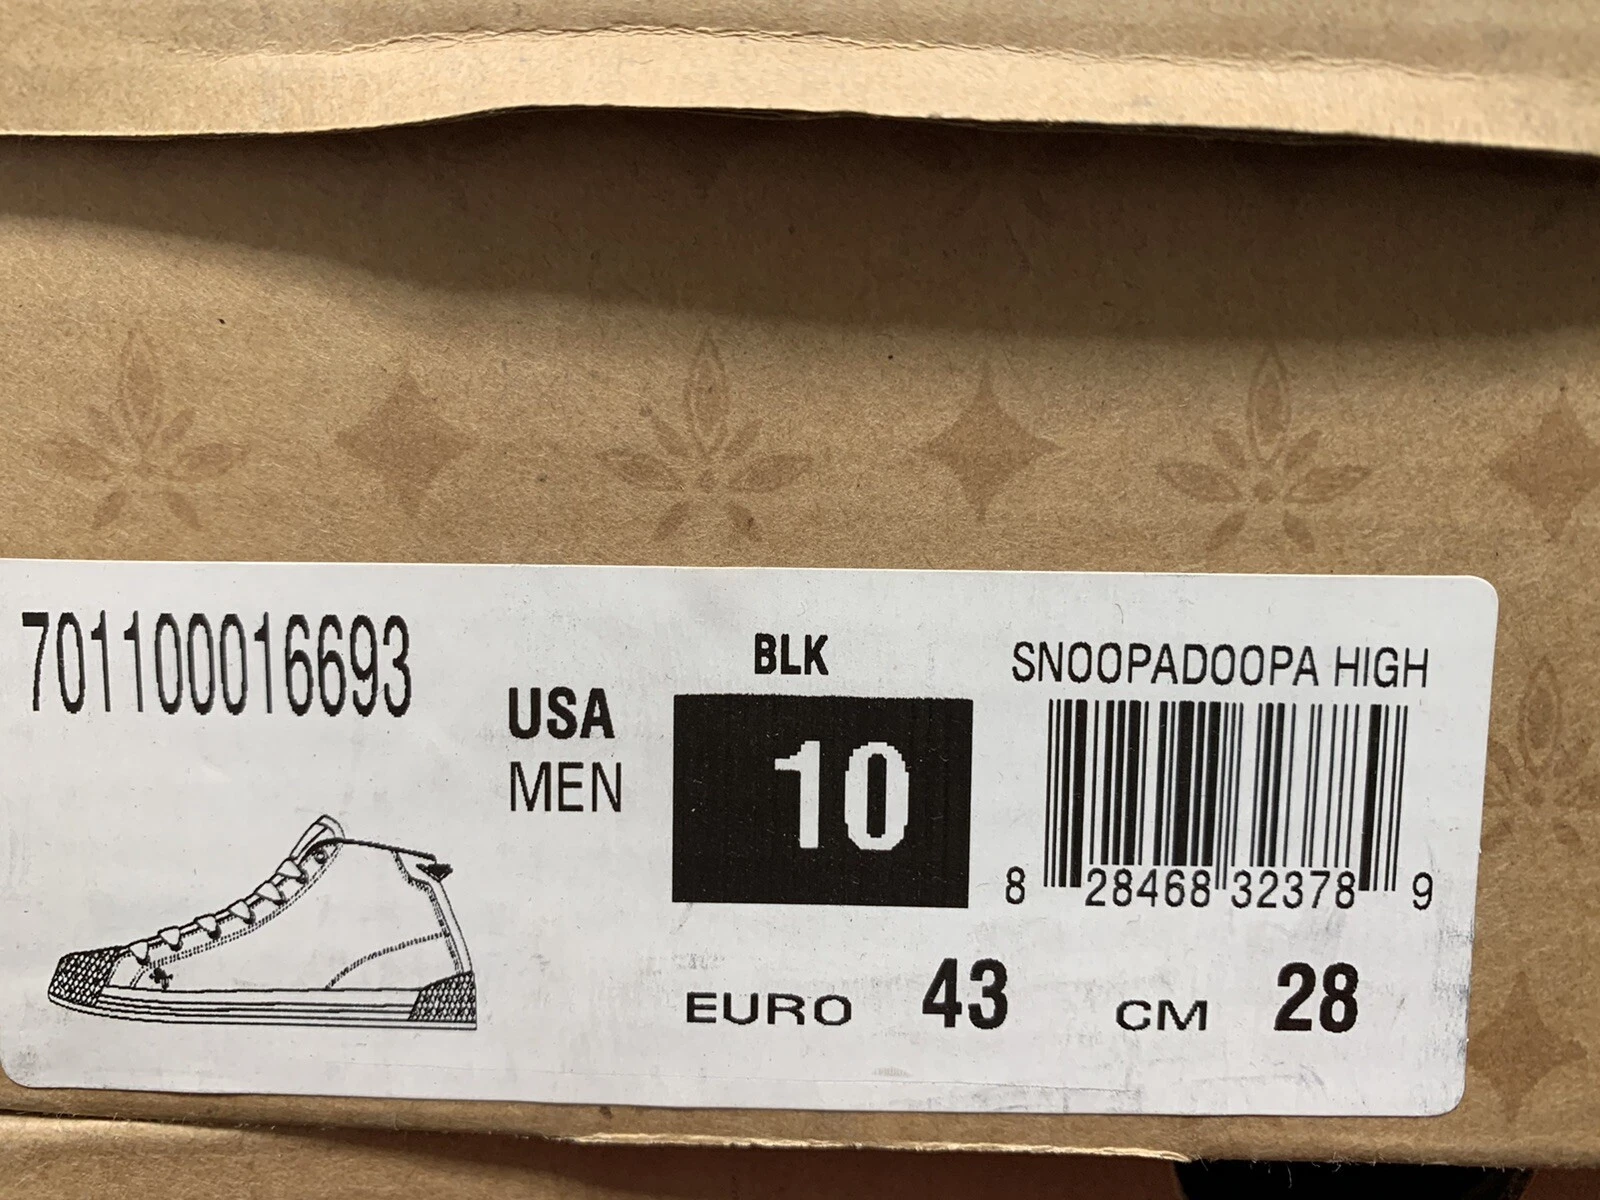 701100016693
USA
MEN
BLK
10
SNOOPADOOPA HIGH
8 28468 32378 9
EURO 43 CM 28